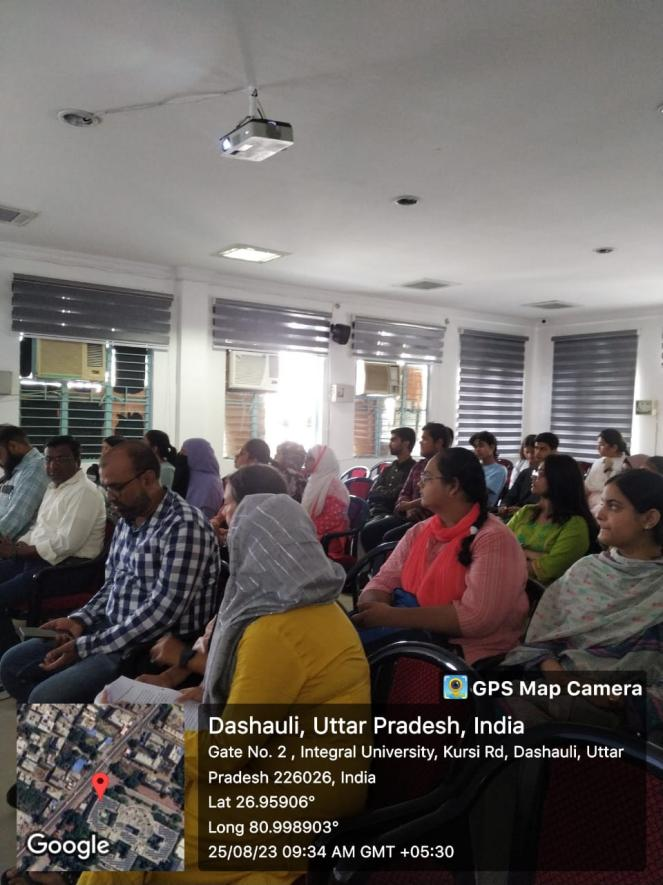 GPS Map Camera
Dashauli, Uttar Pradesh, India
Gate No. 2 , Integral University, Kursi Rd, Dashauli, Uttar
Pradesh 226026, India
Lat 26.95906°
Long 80.998903°
25/08/23 09:34 AM GMT +05:30
Google